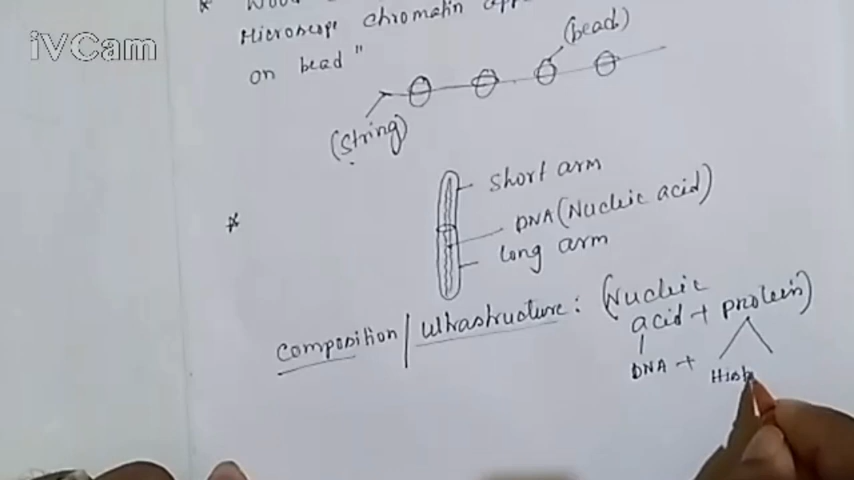 iVCam
Microscope chromatin
on bead"
(bead)
(string)
short arm
DNA (Nucleic acid)
long arm
Composition / Ultrastructure : (Nucleic
acid + protein)
DNA +